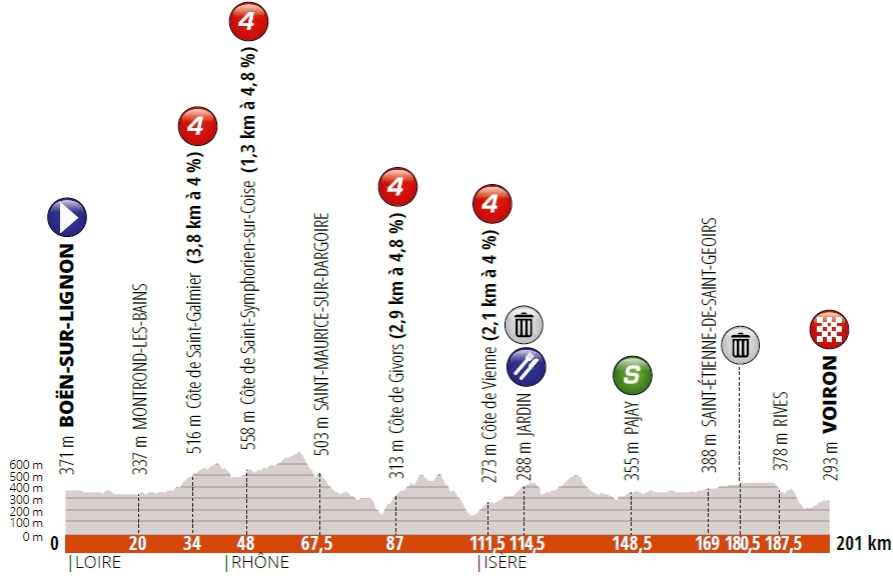 371 m BOËN-SUR-LIGNON
337 m MONTROND-LES-BAINS
4
516 m Côte de Saint-Galmier (3,8 km à 4 %)
4
558 m Côte de Saint-Symphorien-sur-Coise (1,3 km à 4,8 %)
503 m SAINT-MAURICE-SUR-DARGOIRE
4
313 m Côte de Givors (2,9 km à 4,8 %)
4
273 m Côte de Vienne (2,1 km à 4 %)
288 m JARDIN
S
355 m PAJAY
388 m SAINT-ÉTIENNE-DE-SAINT-GEOIRS
378 m RIVES
293 m VOIRON
600 m
500 m
400 m
300 m
200 m
100 m
0 m
0 20 34 48 67,5 87 111,5 114,5 148,5 169 180,5 187,5 201 km
|LOIRE |RHÔNE |ISÈRE